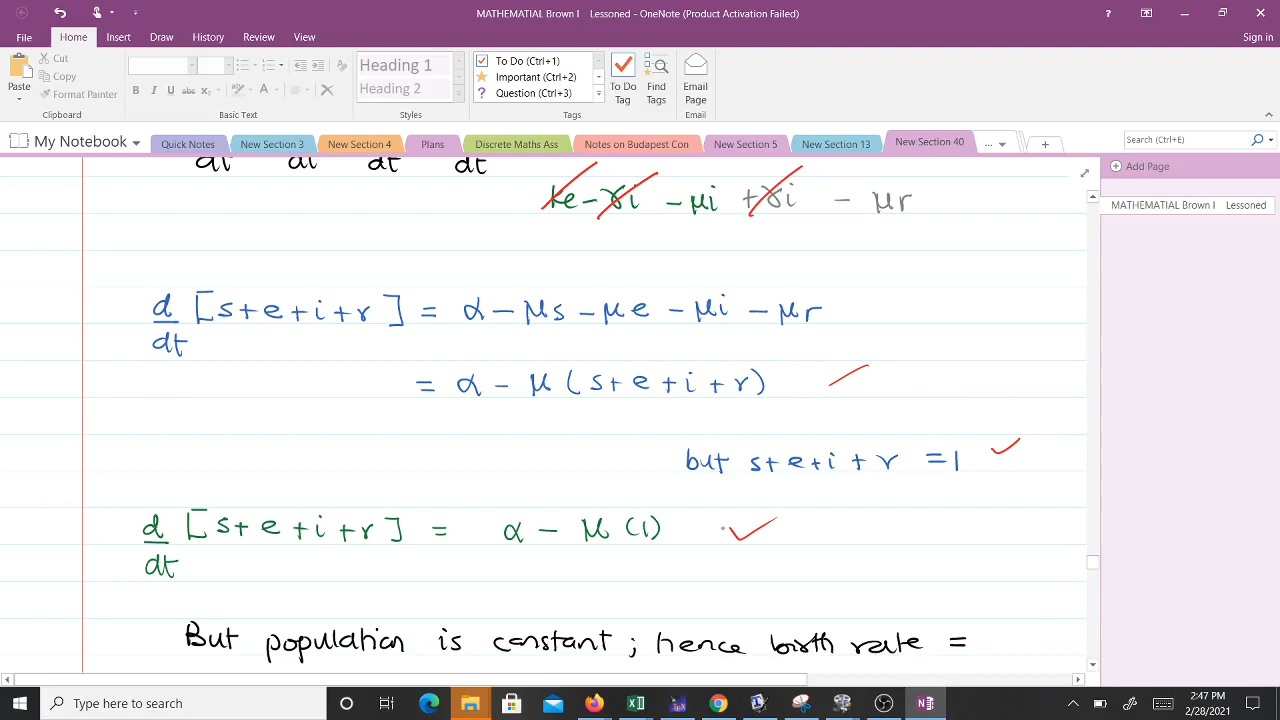 MATHEMATIAL Brown I Lessoned - OneNote (Product Activation Failed)
File Home Insert Draw History Review View Sign in
Paste Cut Copy Format Painter Clipboard
B I U abc Basic Text
Heading 1
Heading 2
Styles
To Do (Ctrl+1)
Important (Ctrl+2)
Question (Ctrl+3)
Tags
To Do Tag
Find Tags
Email Page
Email
My Notebook Quick Notes New Section 3 New Section 4 Plans Discrete Maths Ass Notes on Budapest Con New Section 5 New Section 13 New Section 40 ... Search (Ctrl+E)
Add Page
MATHEMATIAL Brown I Lessoned
dt dt dt dt
ke - γi - μi + γi - μr
d/dt [s+e+i+r] = α - μs - μe - μi - μr
= α - μ(s+e+i+r)
but s+e+i+r = 1
d/dt [s+e+i+r] = α - μ(1)
But population is constant; hence birth rate =
Type here to search
2:47 PM
2/28/2021